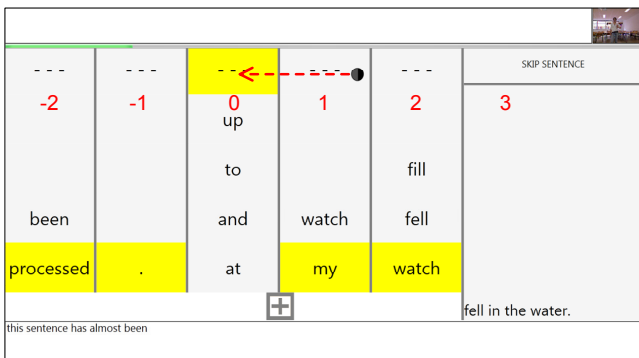 --- --- --- --- --- SKIP SENTENCE
-2 -1 0 1 2 3
up
to fill
been and watch fell
processed . at my watch
fell in the water.
this sentence has almost been